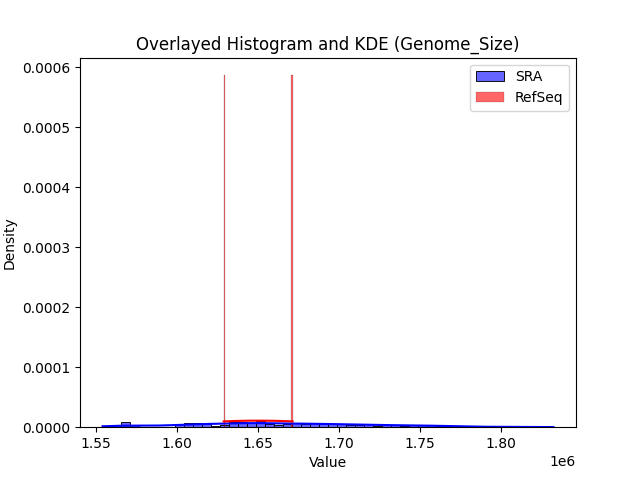 Overlayed Histogram and KDE (Genome_Size)
SRA
RefSeq
0.0006
0.0005
0.0004
0.0003
0.0002
0.0001
0.0000
Density
1.55 1.60 1.65 1.70 1.75 1.80
1e6
Value